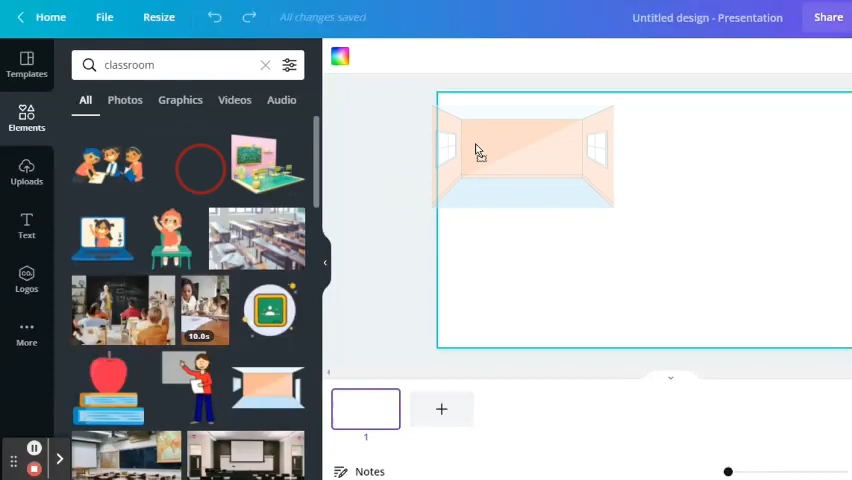 Home File Resize All changes saved Untitled design - Presentation Share
Templates
classroom
All Photos Graphics Videos Audio
Elements
Uploads
Text
CO.
Logos
10.0s
More
1
Notes